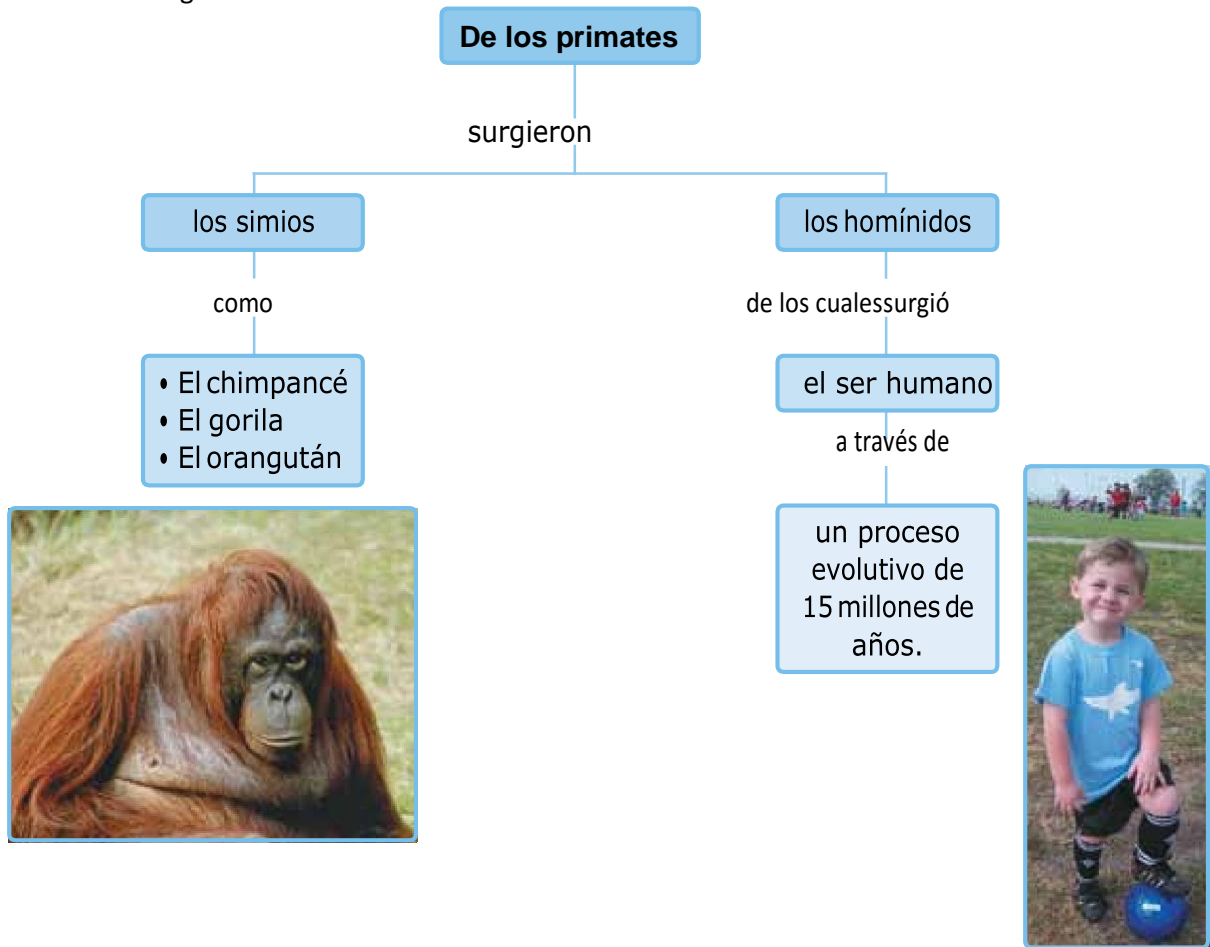 De los primates
surgieron
los simios
los homínidos
como
de los cualessurgió
• El chimpancé
• El gorila
• El orangután
el ser humano
a través de
un proceso
evolutivo de
15 millones de
años.